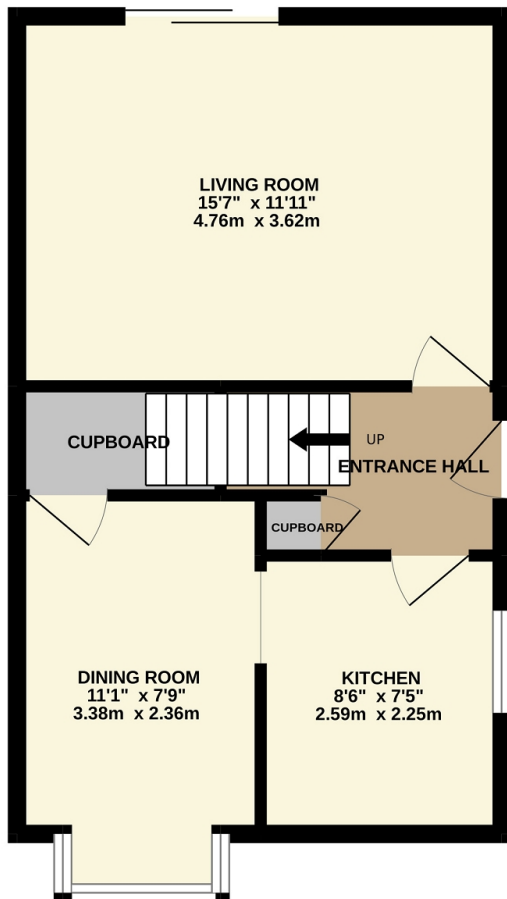 LIVING ROOM
15'7" x 11'11"
4.76m x 3.62m
CUPBOARD
UP
ENTRANCE HALL
CUPBOARD
DINING ROOM
11'1" x 7'9"
3.38m x 2.36m
KITCHEN
8'6" x 7'5"
2.59m x 2.25m